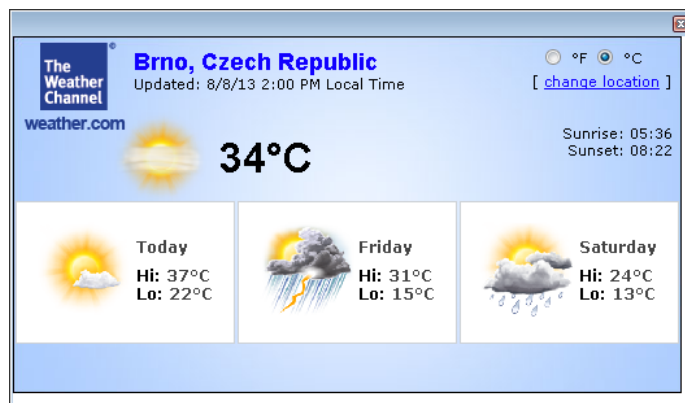 The
Weather
Channel
®
weather.com
Brno, Czech Republic
Updated: 8/8/13 2:00 PM Local Time
°F °C
[ change location ]
34°C
Sunrise: 05:36
Sunset: 08:22
Today
Hi: 37°C
Lo: 22°C
Friday
Hi: 31°C
Lo: 15°C
Saturday
Hi: 24°C
Lo: 13°C